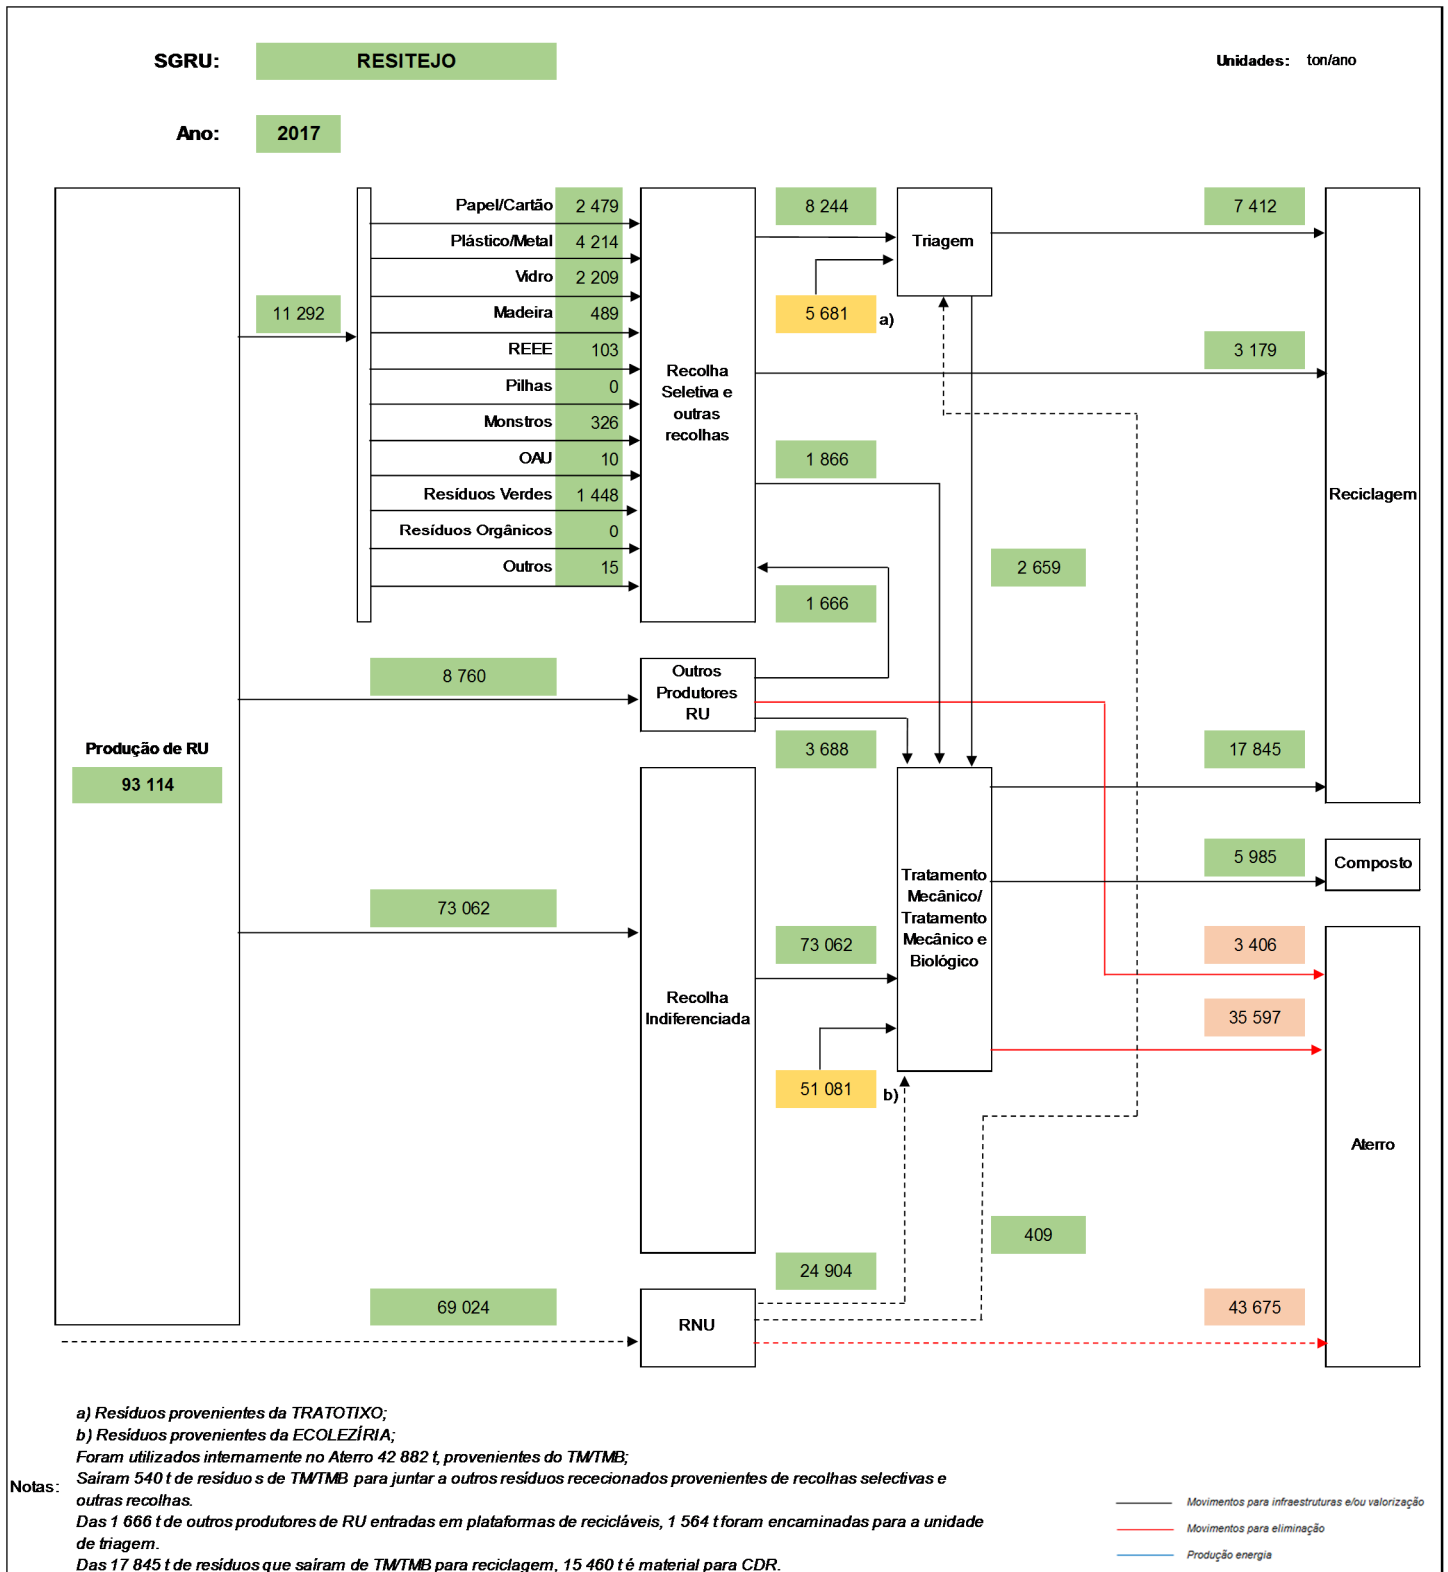 SGRU: RESITEJO Unidades: ton/ano
Ano: 2017
Papel/Cartão 2 479
Plástico/Metal 4 214
Vidro 2 209
Madeira 489
REEE 103
Pilhas 0
Monstros 326
OAU 10
Resíduos Verdes 1 448
Resíduos Orgânicos 0
Outros 15
11 292
Recolha
Seletiva e
outras
recolhas
8 244
5 681 a)
Triagem
7 412
3 179
1 866
1 666
2 659
Reciclagem
8 760
Outros
Produtores
RU
3 688
17 845
Produção de RU
93 114
73 062
Recolha
Indiferenciada
73 062
51 081 b)
Tratamento
Mecânico/
Tratamento
Mecânico e
Biológico
5 985
Composto
3 406
35 597
Aterro
409
24 904
69 024
RNU
43 675
Notas:
a) Resíduos provenientes da TRATOTIXO;
b) Resíduos provenientes da ECOLEZÍRIA;
Foram utilizados internamente no Aterro 42 882 t, provenientes do TM/TMB;
Saíram 540 t de resíduo s de TM/TMB para juntar a outros resíduos rececionados provenientes de recolhas selectivas e
outras recolhas.
Das 1 666 t de outros produtores de RU entradas em plataformas de recicláveis, 1 564 t foram encaminadas para a unidade
de triagem.
Das 17 845 t de resíduos que saíram de TM/TMB para reciclagem, 15 460 t é material para CDR.
Movimentos para infraestruturas e/ou valorização
Movimentos para eliminação
Produção energia